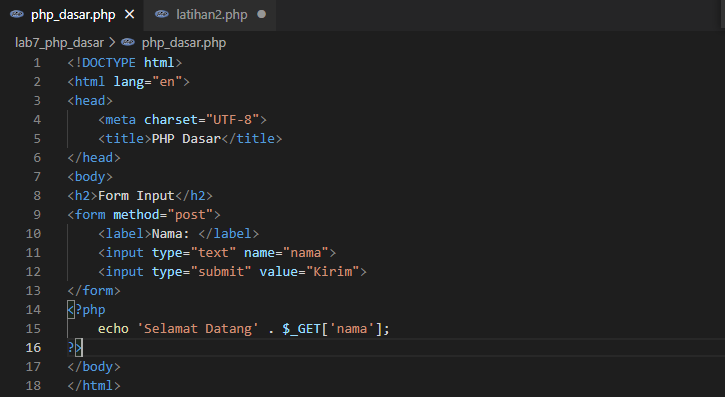 php_dasar.php latihan2.php
lab7_php_dasar > php_dasar.php
1 <!DOCTYPE html>
2 <html lang="en">
3 <head>
4 <meta charset="UTF-8">
5 <title>PHP Dasar</title>
6 </head>
7 <body>
8 <h2>Form Input</h2>
9 <form method="post">
10 <label>Nama: </label>
11 <input type="text" name="nama">
12 <input type="submit" value="Kirim">
13 </form>
14 <?php
15 echo 'Selamat Datang' . $_GET['nama'];
16 ?>
17 </body>
18 </html>